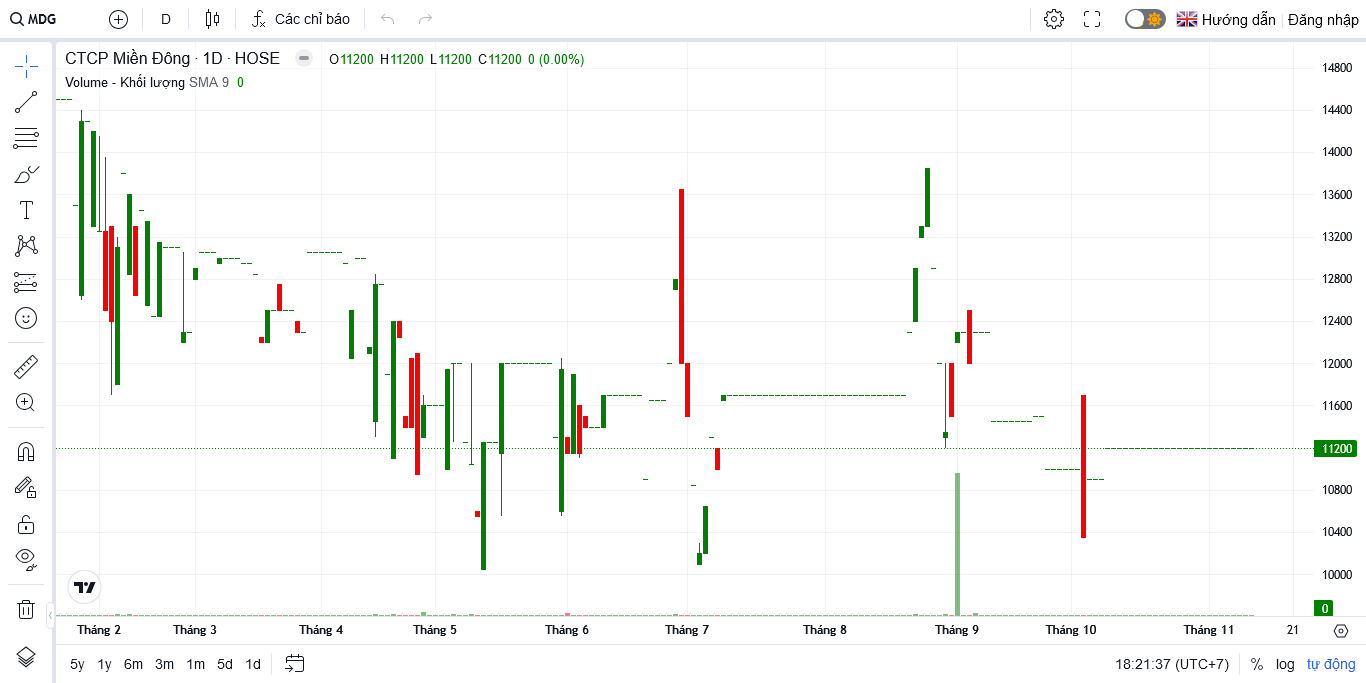 MDG D Các chỉ báo Hướng dẫn Đăng nhập
CTCP Miền Đông · 1D · HOSE O11200 H11200 L11200 C11200 0 (0.00%)
Volume - Khối lượng SMA 9 0
14800
14400
14000
13600
13200
12800
12400
12000
11600
11200
10800
10400
10000
0
Tháng 2 Tháng 3 Tháng 4 Tháng 5 Tháng 6 Tháng 7 Tháng 8 Tháng 9 Tháng 10 Tháng 11 21
5y 1y 6m 3m 1m 5d 1d 18:21:37 (UTC+7) % log tự động